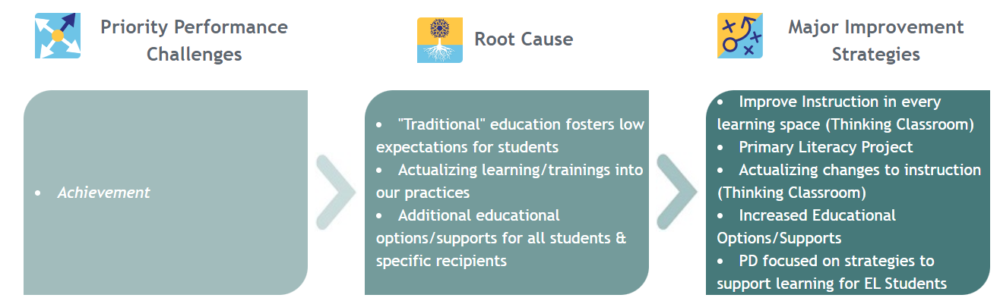 Priority Performance
Challenges
Root Cause
Major Improvement
Strategies
• Achievement
• "Traditional" education fosters low
expectations for students
• Actualizing learning/trainings into
our practices
• Additional educational
options/supports for all students &
specific recipients
• Improve Instruction in every
learning space (Thinking Classroom)
• Primary Literacy Project
• Actualizing changes to instruction
(Thinking Classroom)
• Increased Educational
Options/Supports
• PD focused on strategies to
support learning for EL Students